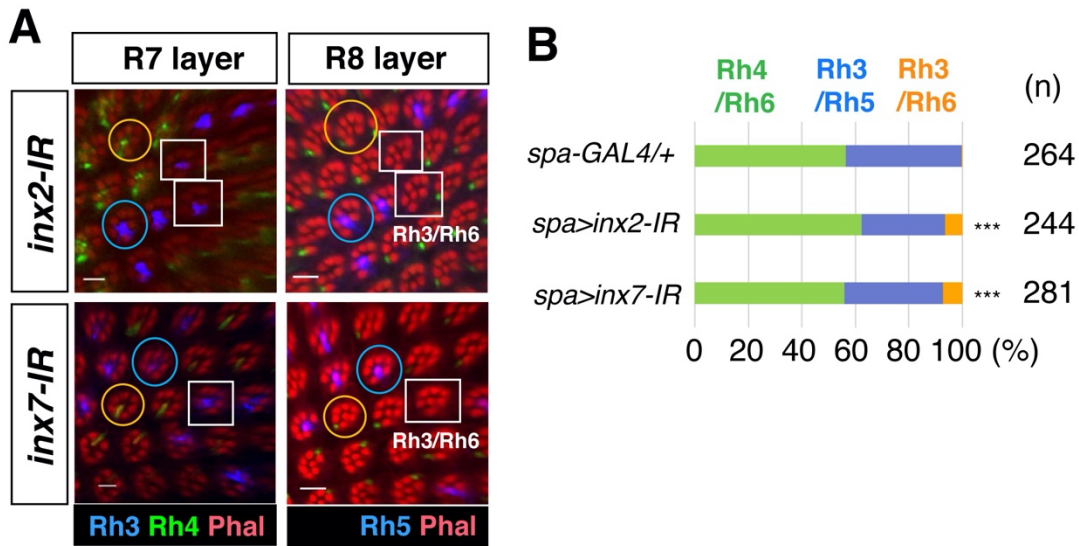 A
R7 layer
R8 layer
inx2-IR
Rh3/Rh6
inx7-IR
Rh3/Rh6
Rh3 Rh4 Phal
Rh5 Phal
B
Rh4
/Rh6
Rh3
/Rh5
Rh3
/Rh6
(n)
spa-GAL4/+
264
spa>inx2-IR
***
244
spa>inx7-IR
***
281
0 20 40 60 80 100 (%)